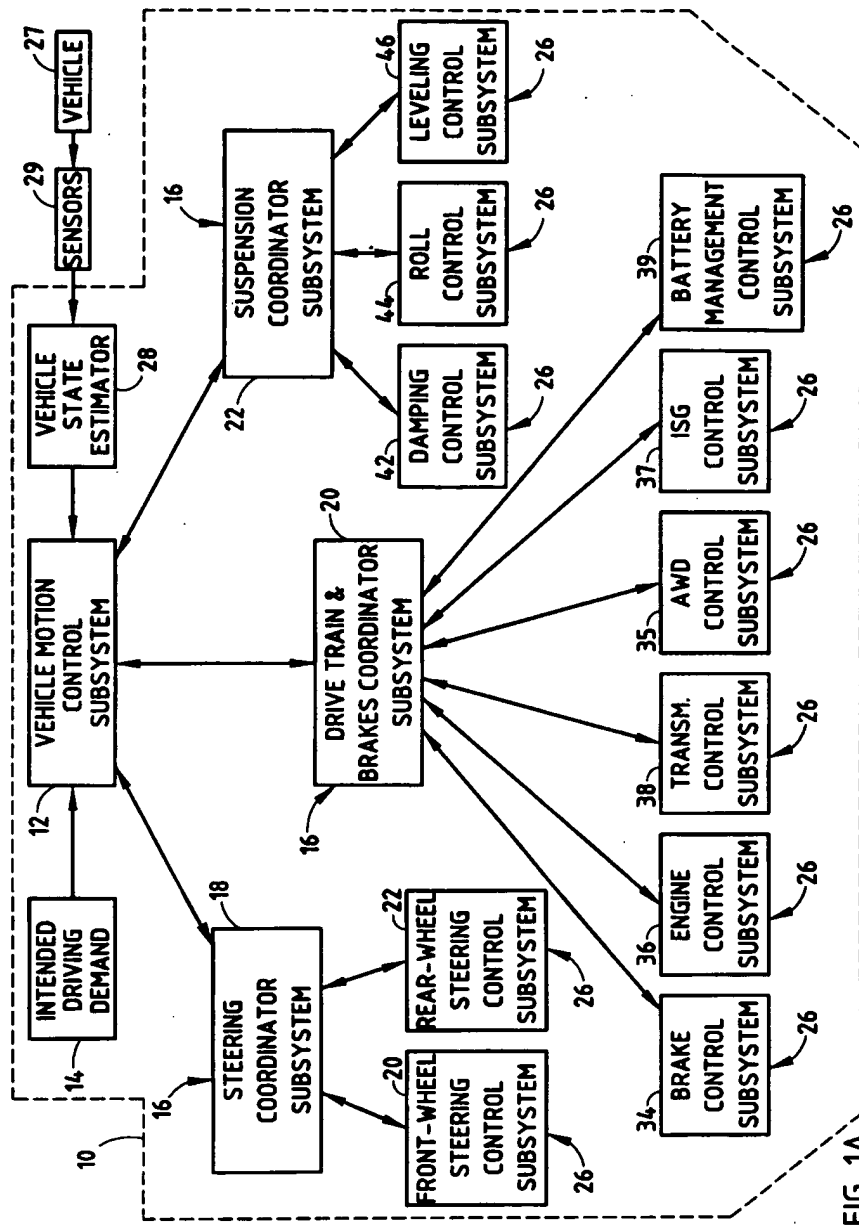 27
VEHICLE
29
SENSORS
VEHICLE
STATE
ESTIMATOR
28
VEHICLE MOTION
CONTROL
SUBSYSTEM
12
INTENDED
DRIVING
DEMAND
14
10
16
STEERING
COORDINATOR
SUBSYSTEM
18
16
DRIVE TRAIN &
BRAKES COORDINATOR
SUBSYSTEM
20
16
SUSPENSION
COORDINATOR
SUBSYSTEM
22
20
FRONT-WHEEL
STEERING
CONTROL
SUBSYSTEM
26
22
REAR-WHEEL
STEERING
CONTROL
SUBSYSTEM
26
42
DAMPING
CONTROL
SUBSYSTEM
26
44
ROLL
CONTROL
SUBSYSTEM
26
46
LEVELING
CONTROL
SUBSYSTEM
26
34
BRAKE
CONTROL
SUBSYSTEM
26
36
ENGINE
CONTROL
SUBSYSTEM
26
38
TRANSM.
CONTROL
SUBSYSTEM
26
35
AWD
CONTROL
SUBSYSTEM
26
37
ISG
CONTROL
SUBSYSTEM
26
39
BATTERY
MANAGEMENT
CONTROL
SUBSYSTEM
26
FIG. 1A